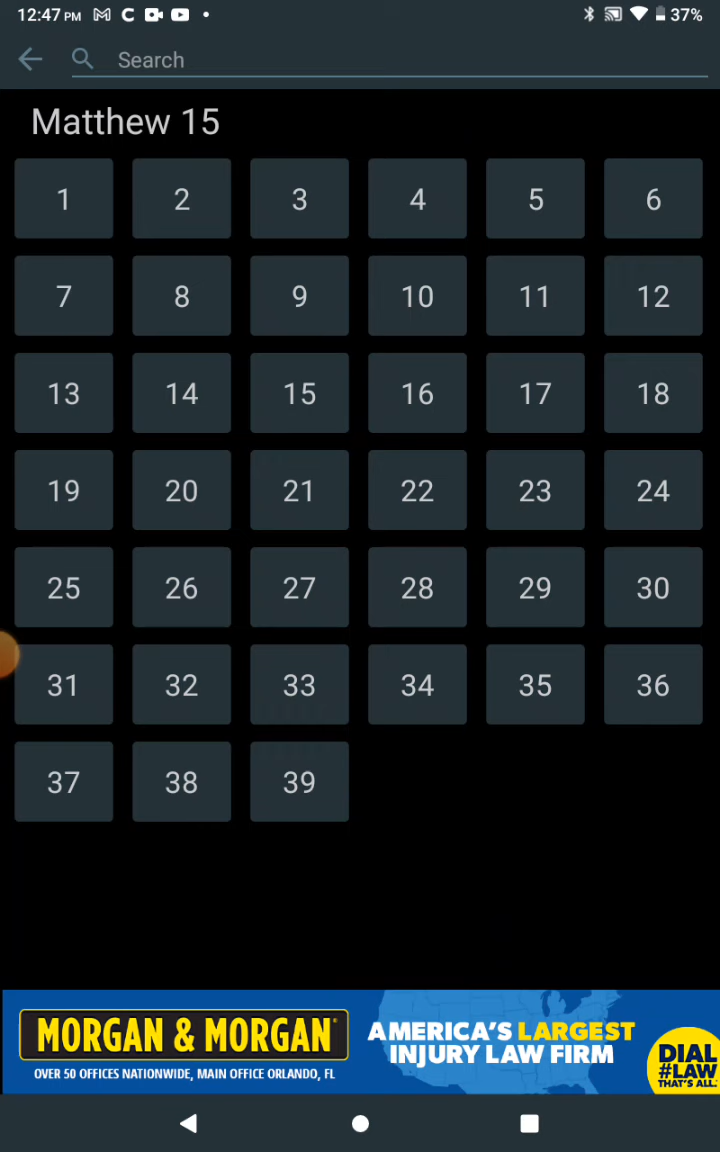 12:47 PM 37%
Search
Matthew 15
1 2 3 4 5 6
7 8 9 10 11 12
13 14 15 16 17 18
19 20 21 22 23 24
25 26 27 28 29 30
31 32 33 34 35 36
37 38 39
MORGAN & MORGAN
OVER 50 OFFICES NATIONWIDE, MAIN OFFICE ORLANDO, FL
AMERICA'S LARGEST
INJURY LAW FIRM
DIAL
#LAW
THAT'S ALL.